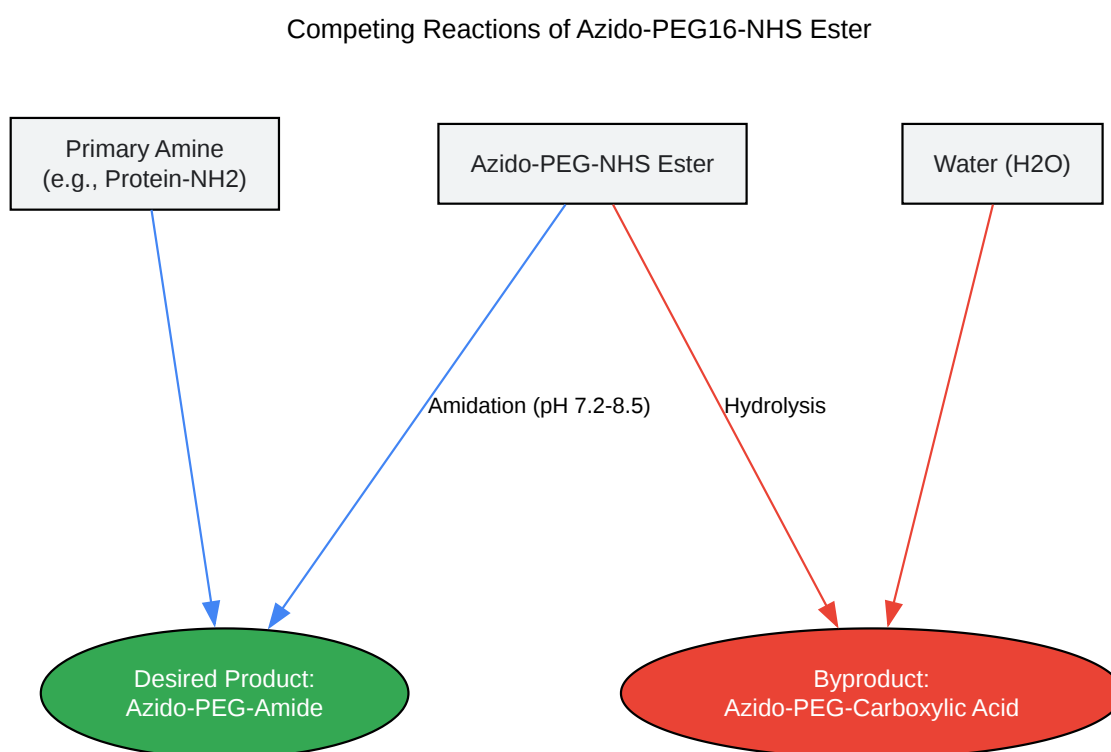 Competing Reactions of Azido-PEG16-NHS Ester
Primary Amine
(e.g., Protein-NH2)
Azido-PEG-NHS Ester
Water (H2O)
Amidation (pH 7.2-8.5)
Hydrolysis
Desired Product:
Azido-PEG-Amide
Byproduct:
Azido-PEG-Carboxylic Acid